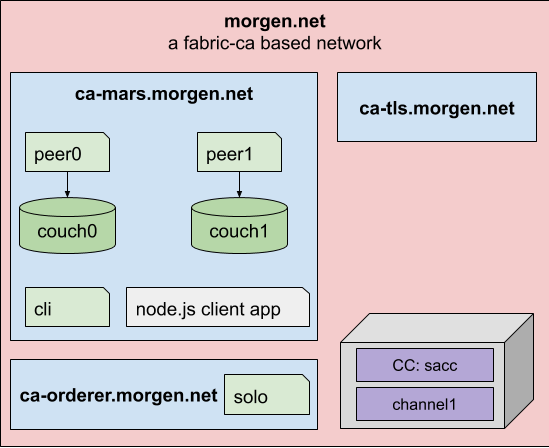 morgen.net
a fabric-ca based network
ca-mars.morgen.net
peer0
peer1
couch0
couch1
cli
node.js client app
ca-tls.morgen.net
ca-orderer.morgen.net
solo
CC: sacc
channel1